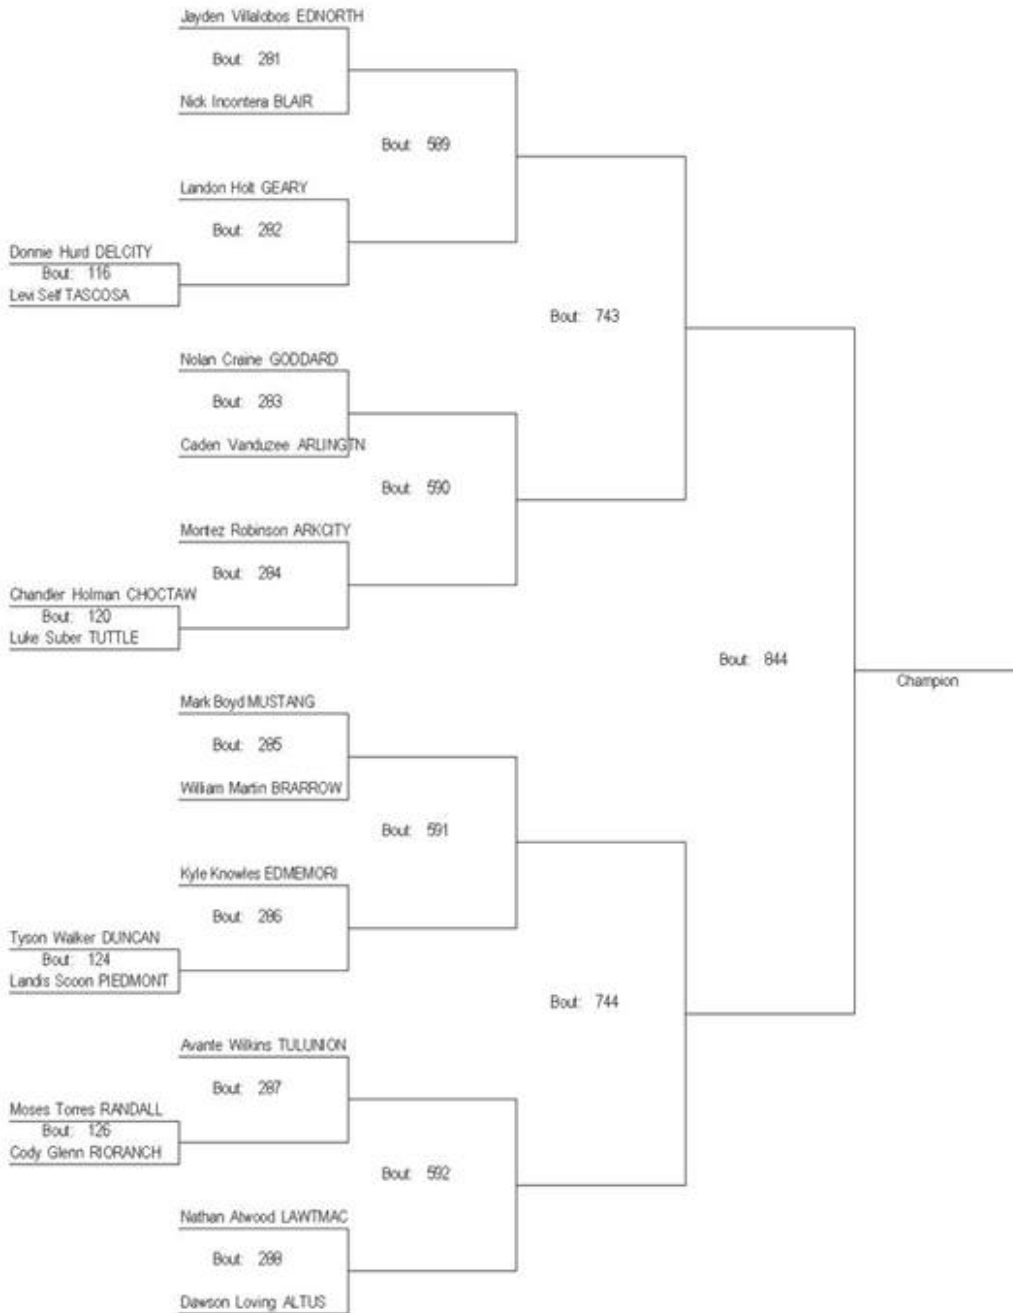 Jayden Villalobos EDNORTH
Bout: 281
Nick Incontera BLAIR
Bout: 589
Landon Holt GEARY
Bout: 282
Donnie Hurd DELCITY
Bout: 116
Levi Self TASCOSA
Bout: 743
Nolan Craine GODDARD
Bout: 283
Caden Vanduzee ARLINGTN
Bout: 590
Montez Robinson ARKCITY
Bout: 284
Chandler Holman CHOCTAW
Bout: 120
Luke Suber TUTTLE
Bout: 844
Champion
Mark Boyd MUSTANG
Bout: 285
William Martin BRARROW
Bout: 591
Kyle Knowles EDMEMORI
Bout: 286
Tyson Walker DUNCAN
Bout: 124
Landis Scoon PIEDMONT
Bout: 744
Avante Wilkins TULUNION
Bout: 287
Moses Torres RANDALL
Bout: 126
Cody Glenn RIORANCH
Bout: 592
Nathan Atwood LAWTMAC
Bout: 288
Dawson Loving ALTUS